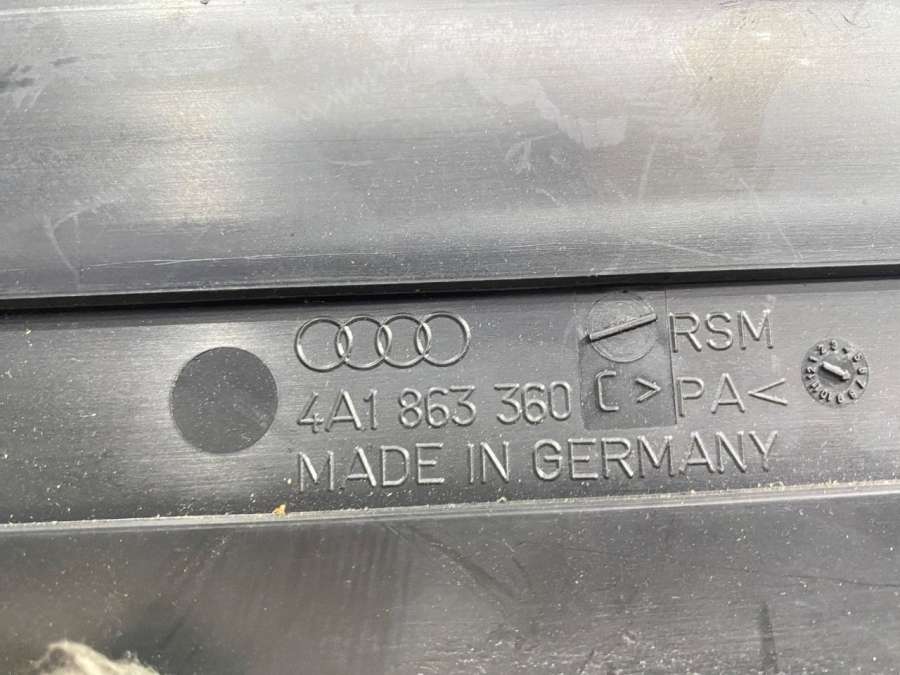 RSM
4A1 863 360 C >PA<
MADE IN GERMANY